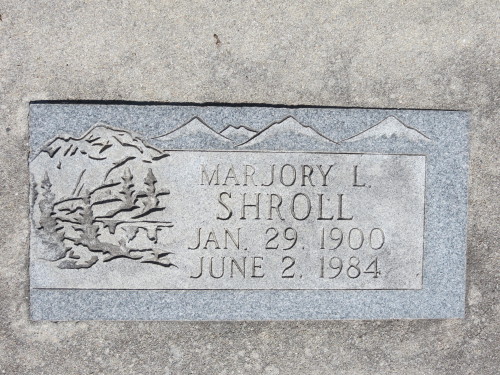 MARJORY L.
SHROLL
JAN. 29, 1900
JUNE 2, 1984